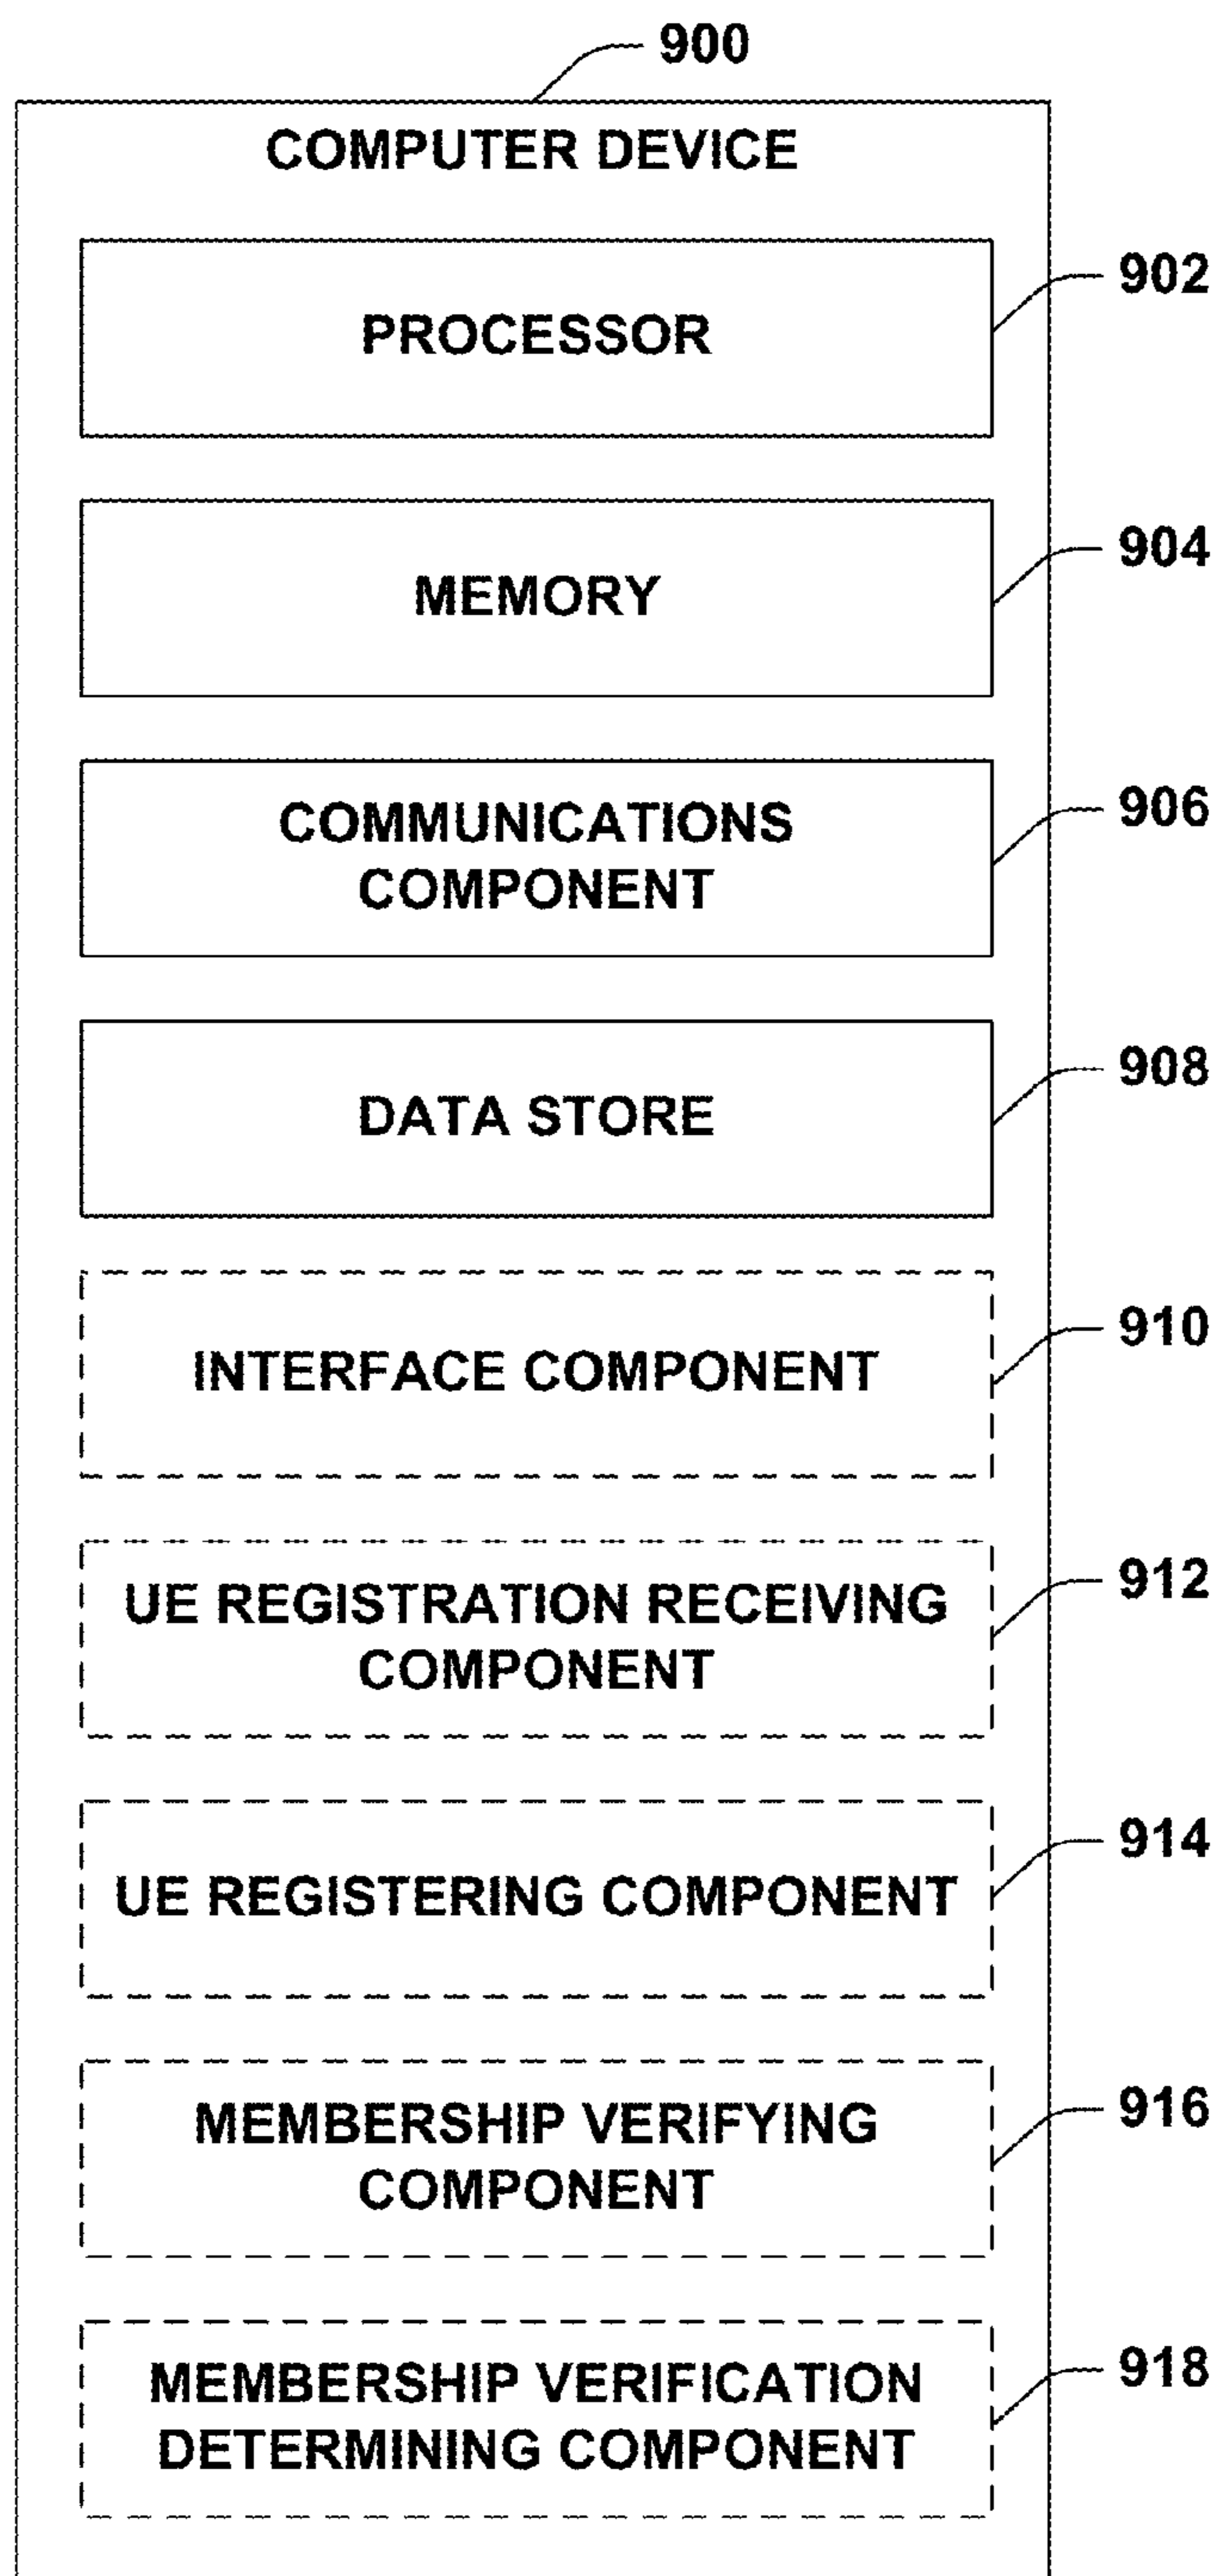 900
COMPUTER DEVICE
PROCESSOR
902
MEMORY
904
COMMUNICATIONS
COMPONENT
906
DATA STORE
908
INTERFACE COMPONENT
910
UE REGISTRATION RECEIVING
COMPONENT
912
UE REGISTERING COMPONENT
914
MEMBERSHIP VERIFYING
COMPONENT
916
MEMBERSHIP VERIFICATION
DETERMINING COMPONENT
918